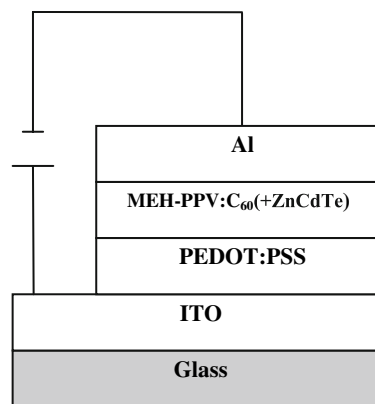 Al
MEH-PPV:C₆₀(+ZnCdTe)
PEDOT:PSS
ITO
Glass